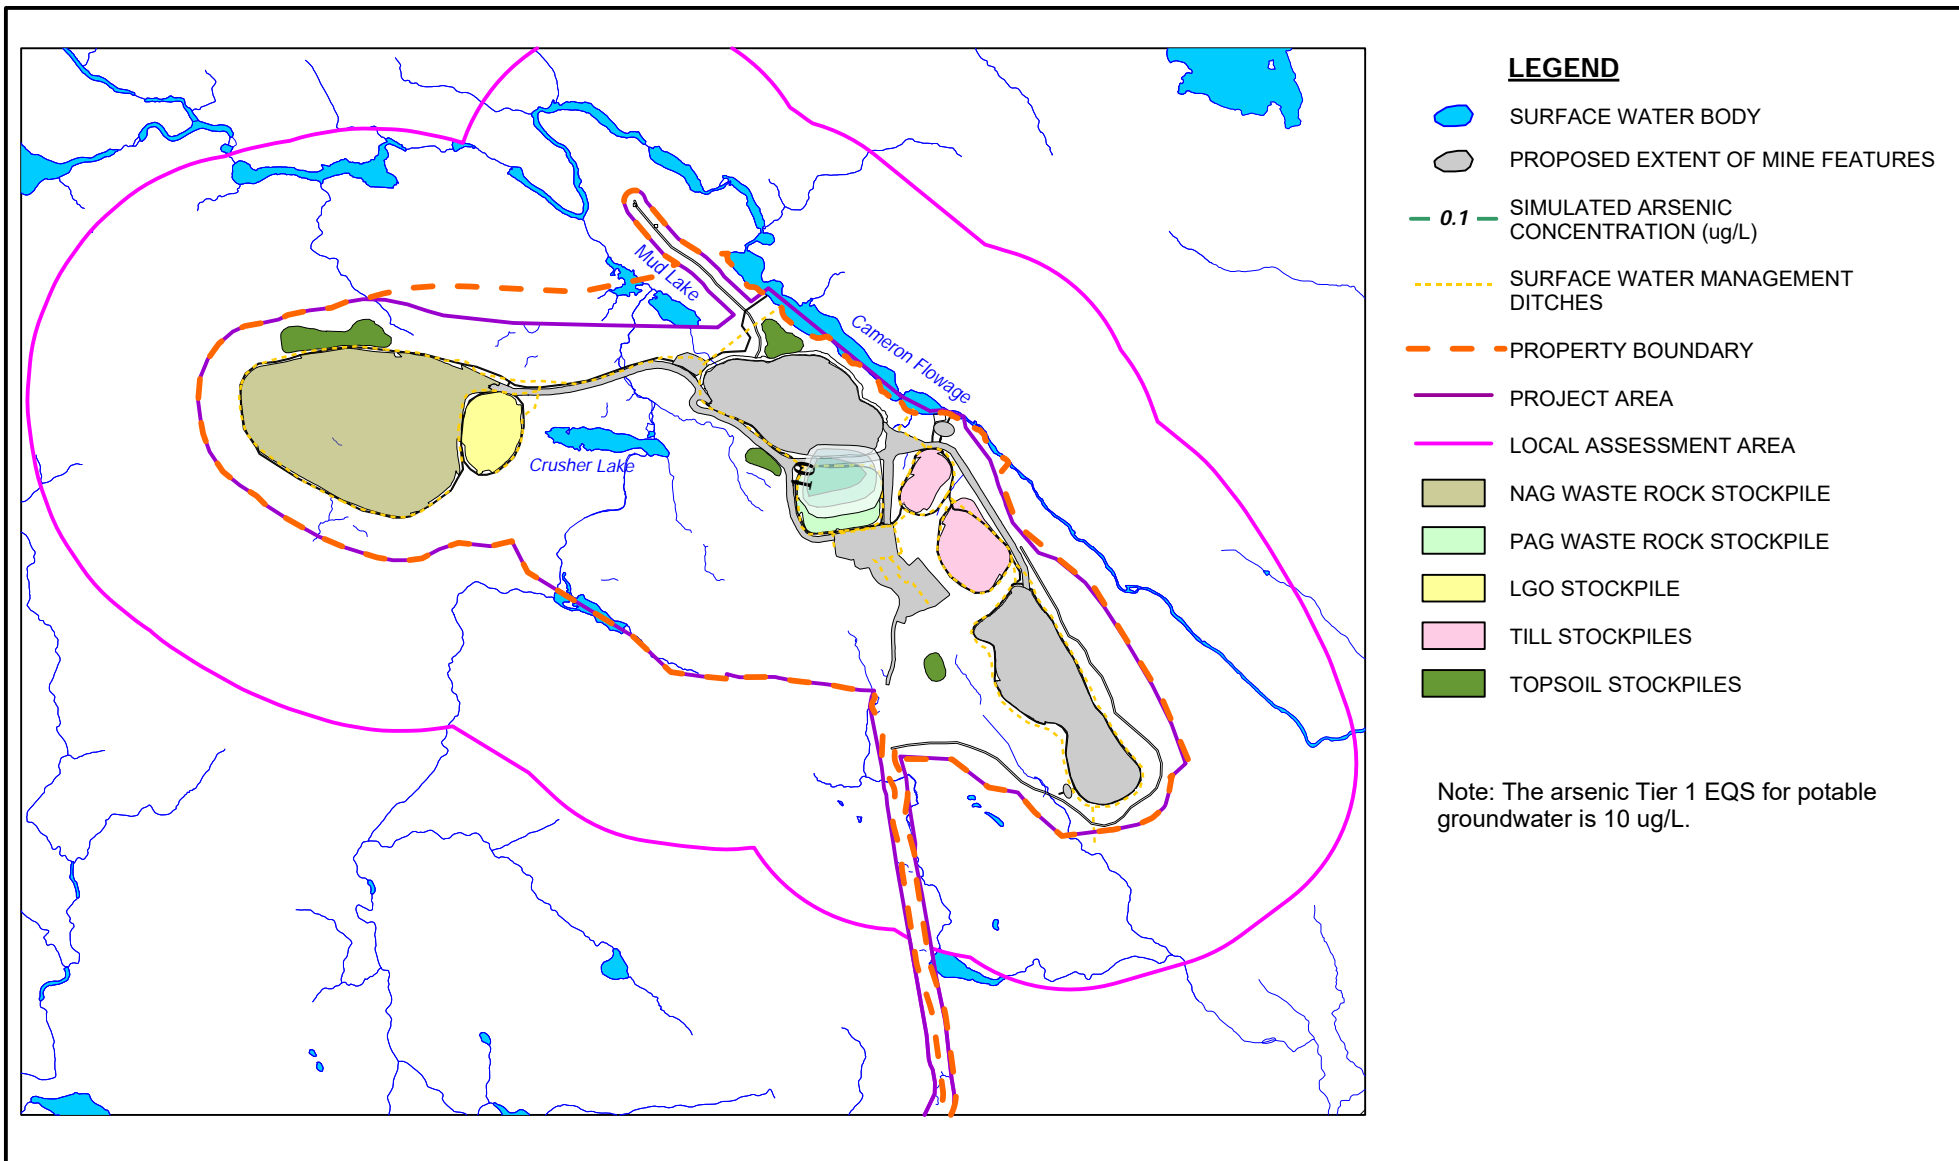 LEGEND
SURFACE WATER BODY
PROPOSED EXTENT OF MINE FEATURES
0.1
SIMULATED ARSENIC
CONCENTRATION (ug/L)
SURFACE WATER MANAGEMENT
DITCHES
PROPERTY BOUNDARY
PROJECT AREA
LOCAL ASSESSMENT AREA
NAG WASTE ROCK STOCKPILE
PAG WASTE ROCK STOCKPILE
LGO STOCKPILE
TILL STOCKPILES
TOPSOIL STOCKPILES
Note: The arsenic Tier 1 EQS for potable
groundwater is 10 ug/L.
Mud Lake
Cameron Flowage
Crusher Lake